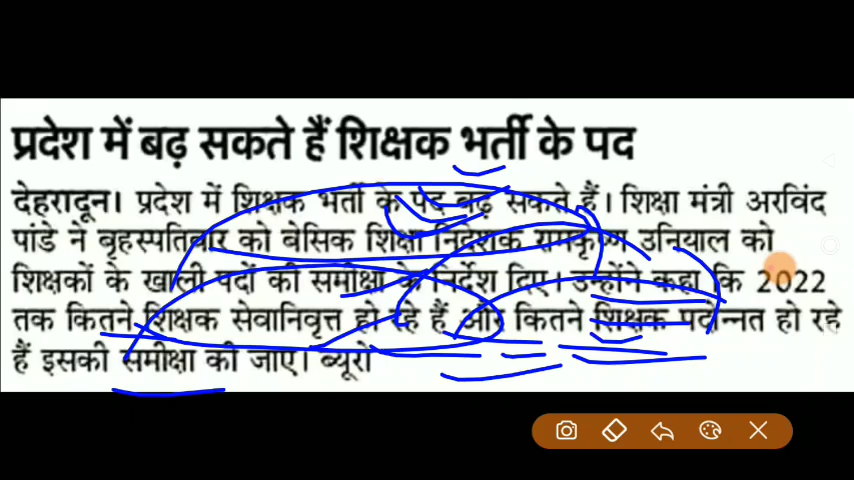 प्रदेश में बढ़ सकते हैं शिक्षक भर्ती के पद
देहरादून। प्रदेश में शिक्षक भर्ती के पद बढ़ सकते हैं। शिक्षा मंत्री अरविंद
पांडे ने बृहस्पतिवार को बेसिक शिक्षा निदेशक रामकृष्ण उनियाल को
शिक्षकों के खाली पदों की समीक्षा के निर्देश दिए। उन्होंने कहा कि 2022
तक कितने शिक्षक सेवानिवृत्त हो रहे हैं और कितने शिक्षक पदोन्नत हो रहे
हैं इसकी समीक्षा की जाए। ब्यूरो